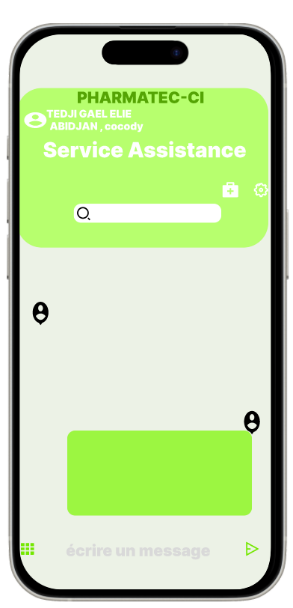 PHARMATEC-CI
TEDJI GAEL ELIE
ABIDJAN , cocody
Service Assistance
écrire un message